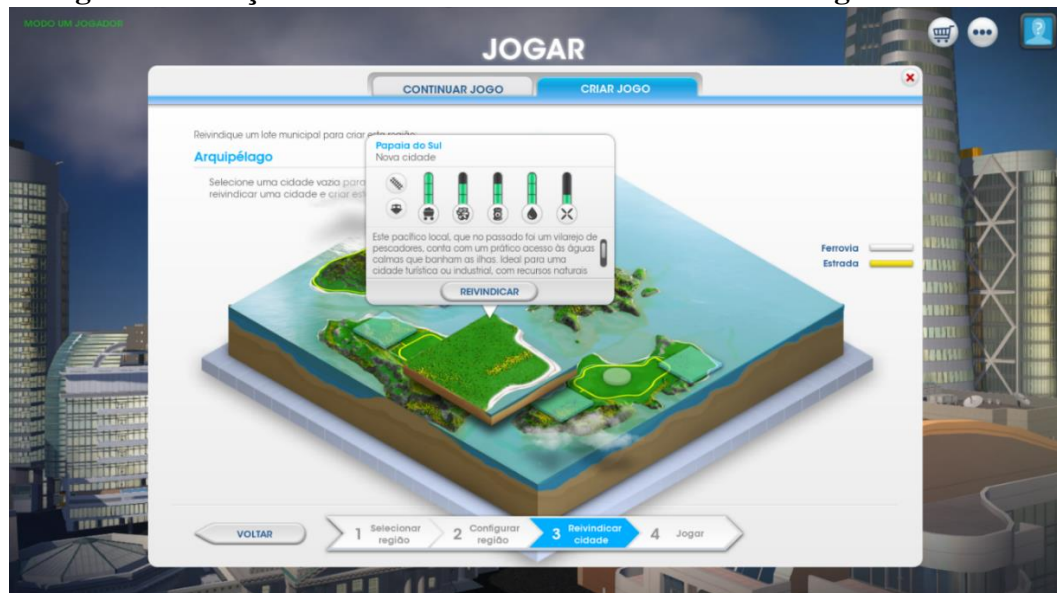 MODO UM JOGADOR
JOGAR
CONTINUAR JOGO
CRIAR JOGO
Reivindique um lote municipal para criar esta região:
Arquipélago
Selecione uma cidade vazia para
reivindicar uma cidade e criar est
Papaia do Sul
Nova cidade
Este pacífico local, que no passado foi um vilarejo de
pescadores, conta com um prático acesso às águas
calmas que banham as ilhas. Ideal para uma
cidade turística ou industrial, com recursos naturais
REIVINDICAR
Ferrovia
Estrada
VOLTAR
1 Selecionar região
2 Configurar região
3 Reivindicar cidade
4 Jogar